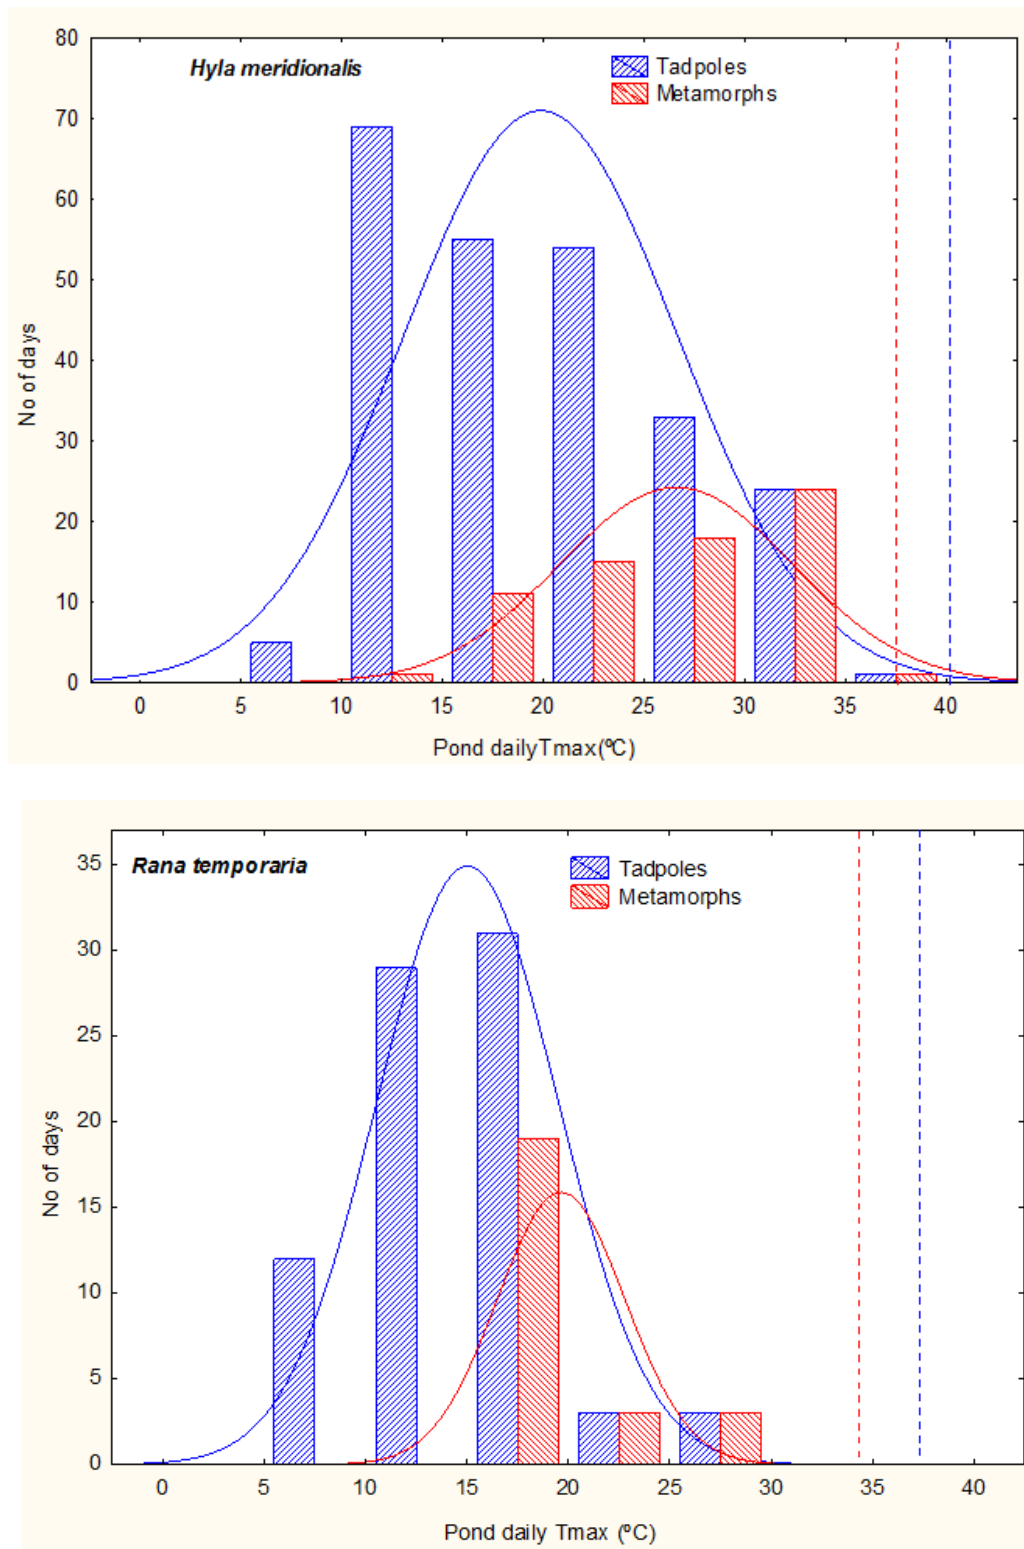 80
Hyla meridionalis
Tadpoles
Metamorphs
70
60
50
40
30
20
10
0
No of days
0 5 10 15 20 25 30 35 40
Pond dailyTmax(ºC)
Rana temporaria
Tadpoles
Metamorphs
35
30
25
20
15
10
5
0
No of days
0 5 10 15 20 25 30 35 40
Pond daily Tmax (ºC)